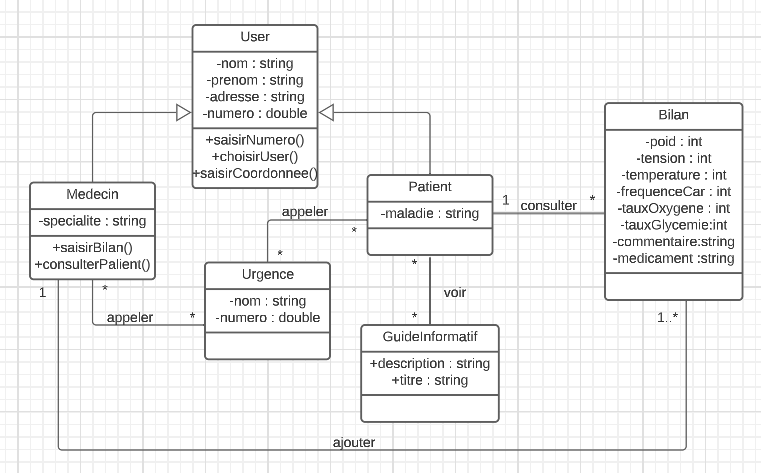 User
-nom : string
-prenom : string
-adresse : string
-numero : double
+saisirNumero()
+choisirUser()
+saisirCoordonnee()
Medecin
-specialite : string
+saisirBilan()
+consulterPalient()
Patient
-maladie : string
Bilan
-poid : int
-tension : int
-temperature : int
-frequenceCar : int
-tauxOxygene : int
-tauxGlycemie:int
-commentaire:string
-medicament :string
1 consulter *
appeler
*
*
Urgence
-nom : string
-numero : double
1
*
appeler *
*
voir
*
GuideInformatif
+description : string
+titre : string
1..*
ajouter